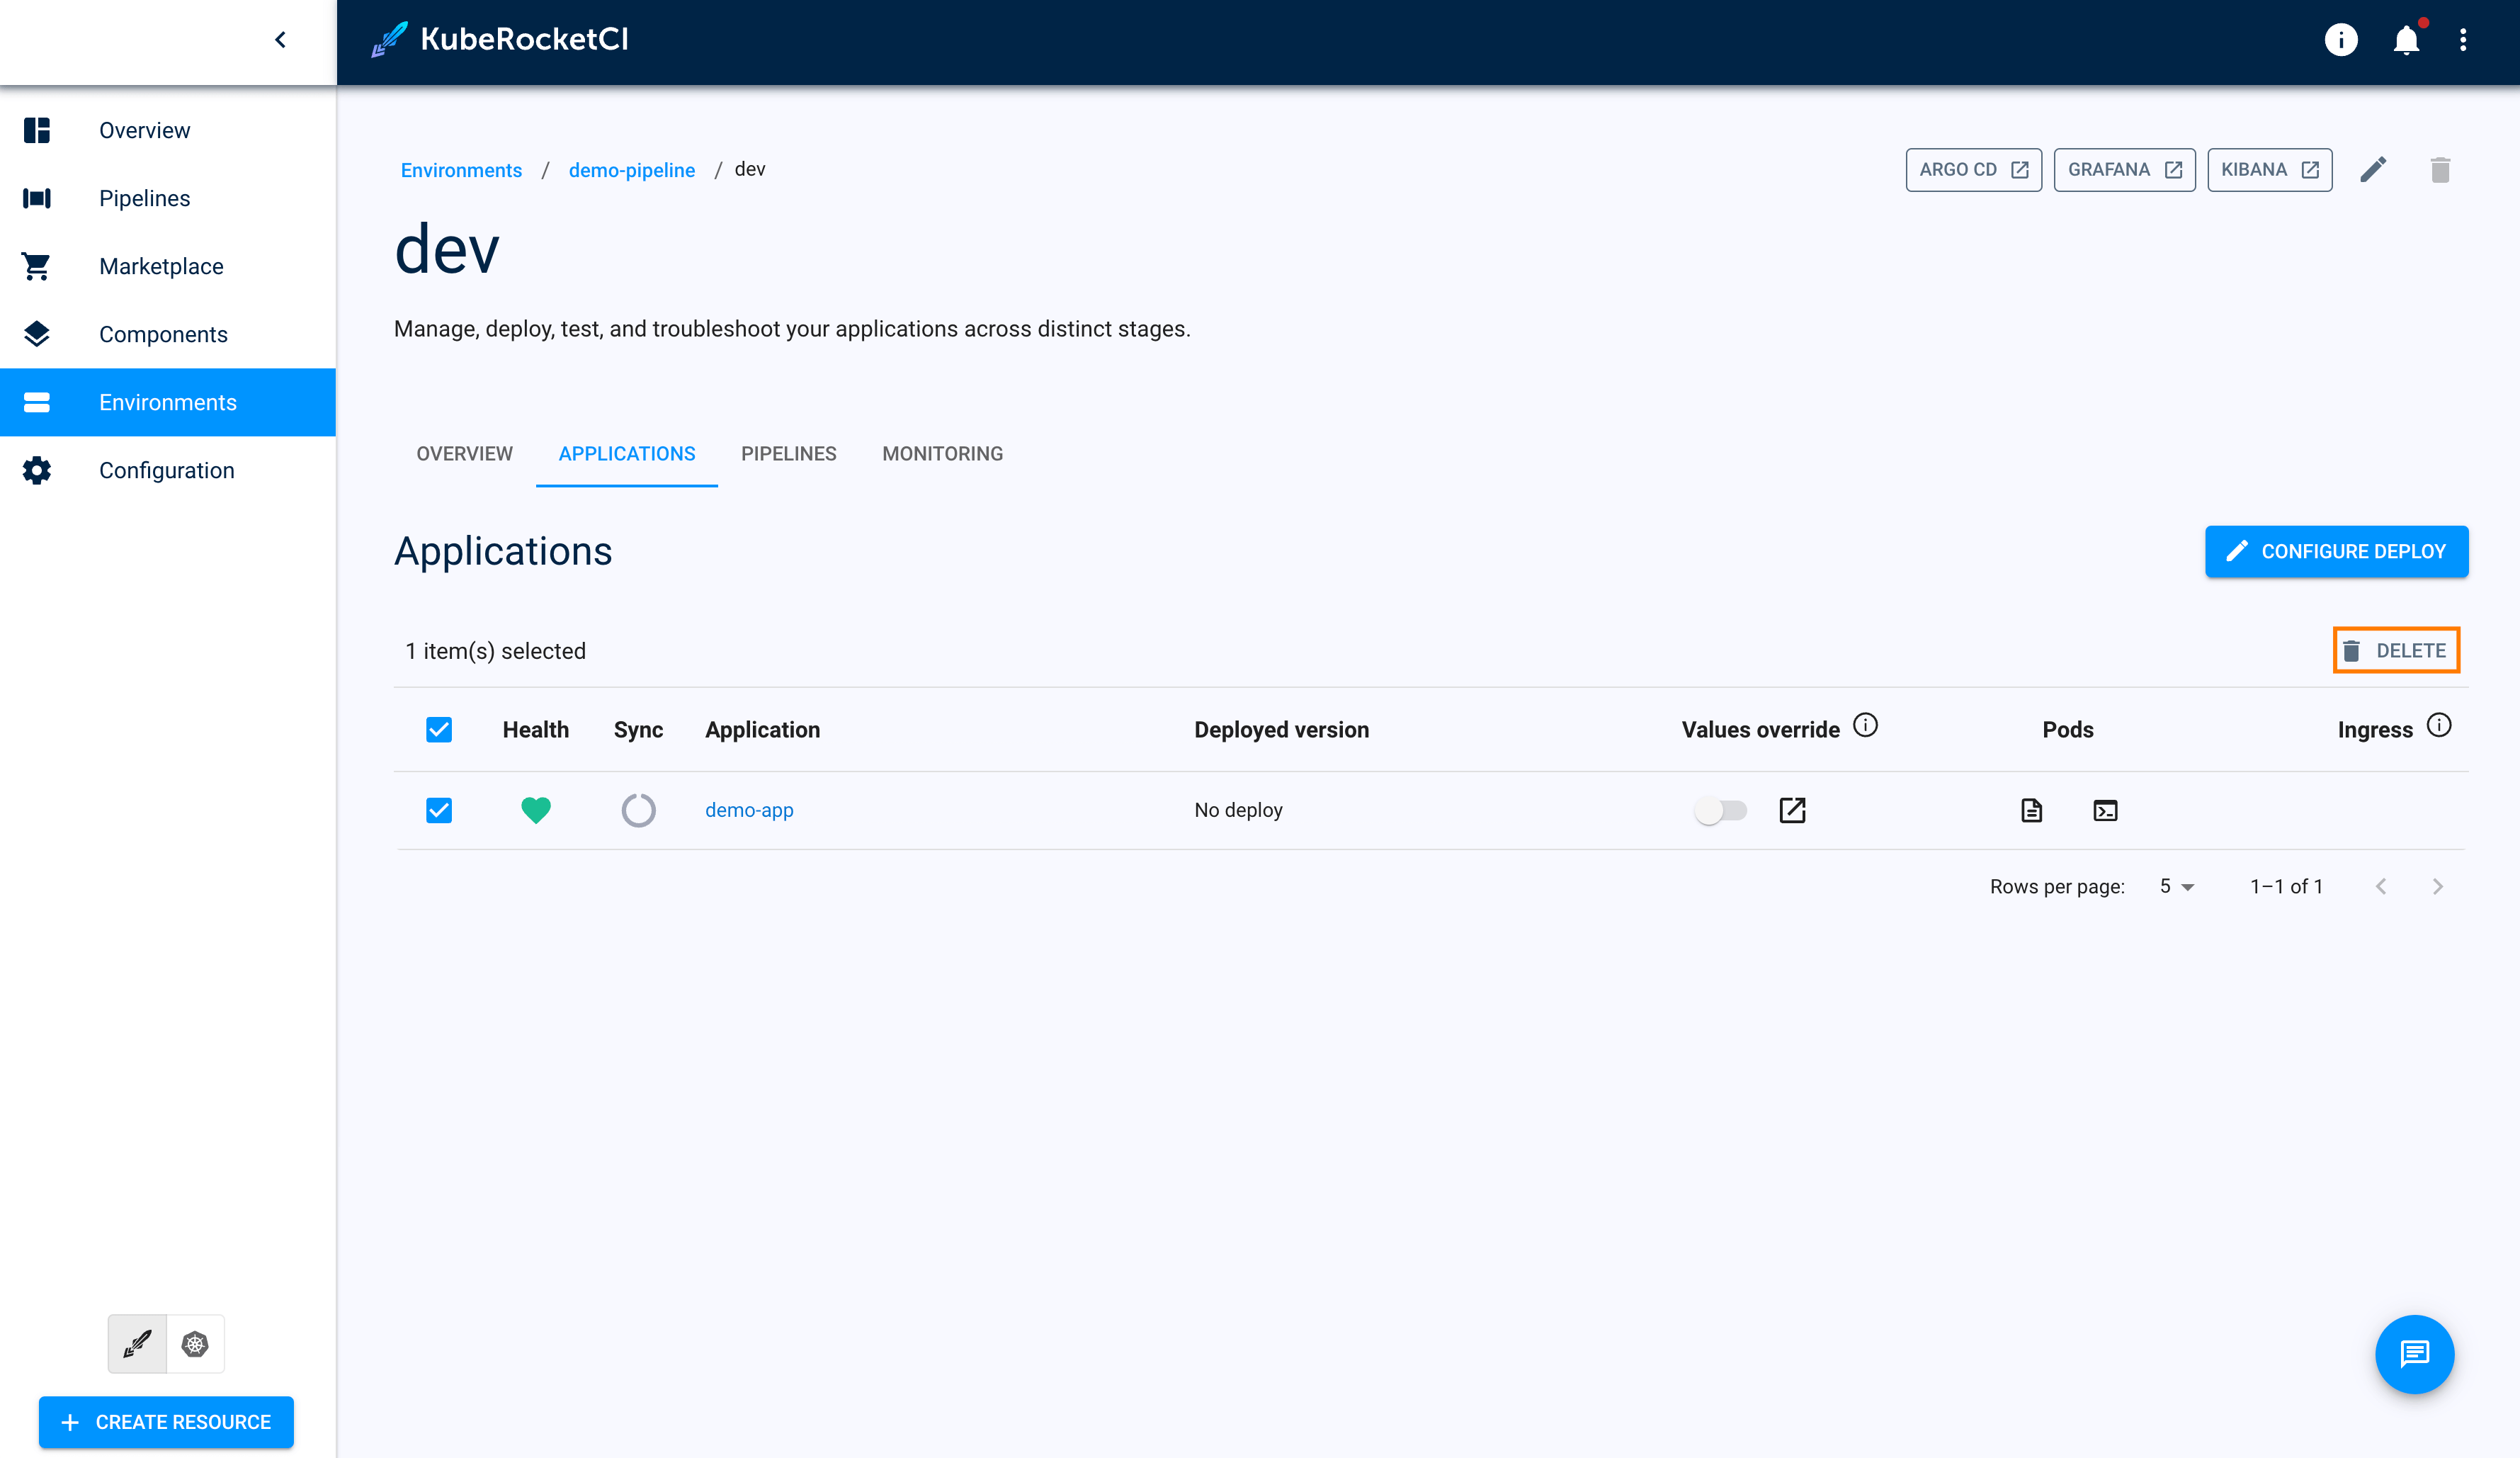 KubeRocketCI
Overview
Pipelines
Marketplace
Components
Environments
Configuration
Environments / demo-pipeline / dev
ARGO CD
GRAFANA
KIBANA
dev
Manage, deploy, test, and troubleshoot your applications across distinct stages.
OVERVIEW APPLICATIONS PIPELINES MONITORING
Applications
CONFIGURE DEPLOY
1 item(s) selected
DELETE
Health Sync Application Deployed version Values override Pods Ingress
demo-app No deploy
Rows per page: 5 1–1 of 1
CREATE RESOURCE